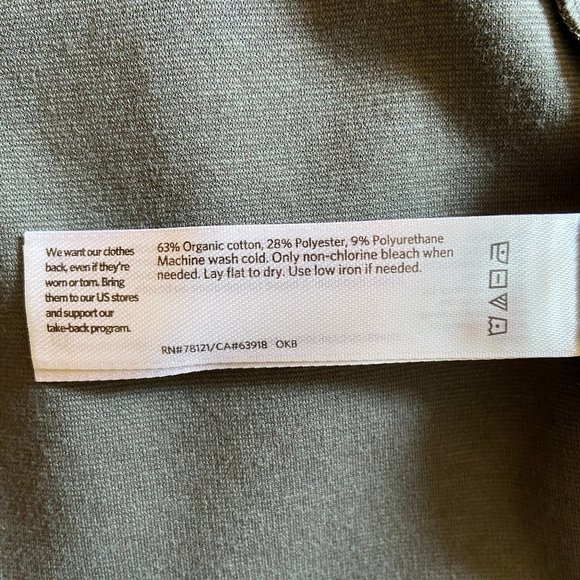 We want our clothes
back, even if they're
worn or torn. Bring
them to our US stores
and support our
take-back program.
63% Organic cotton, 28% Polyester, 9% Polyurethane
Machine wash cold. Only non-chlorine bleach when
needed. Lay flat to dry. Use low iron if needed.
RN#78121/CA#63918 OKB